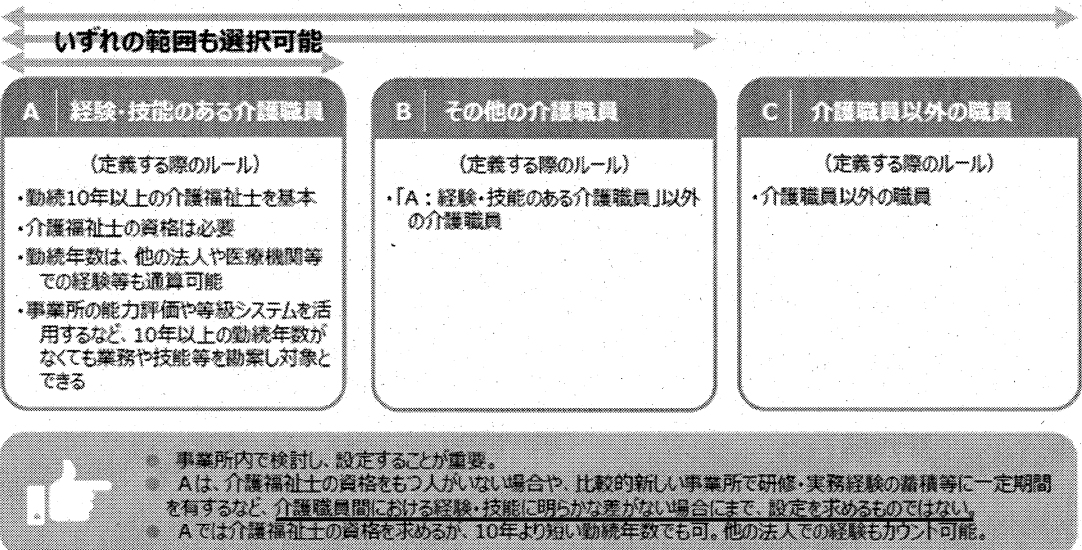 いずれの範囲も選択可能
A 経験・技能のある介護職員
（定義する際のルール）
・勤続10年以上の介護福祉士を基本
・介護福祉士の資格は必要
・勤続年数は、他の法人や医療機関等
での経験等も通算可能
・事業所の能力評価や等級システムを活
用するなど、10年以上の勤続年数が
なくても業務や技能等を勘案し対象と
できる
B その他の介護職員
（定義する際のルール）
・「A：経験・技能のある介護職員」以外
の介護職員
C 介護職員以外の職員
（定義する際のルール）
・介護職員以外の職員
● 事業所内で検討し、設定することが重要。
● Aは、介護福祉士の資格をもつ人がいない場合や、比較的新しい事業所で研修・実務経験の蓄積等に一定期間
を有するなど、介護職員間における経験・技能に明らかな差がない場合にまで、設定を求めるものではない。
● Aでは介護福祉士の資格を求めるが、10年より短い勤続年数でも可。他の法人での経験もカウント可能。